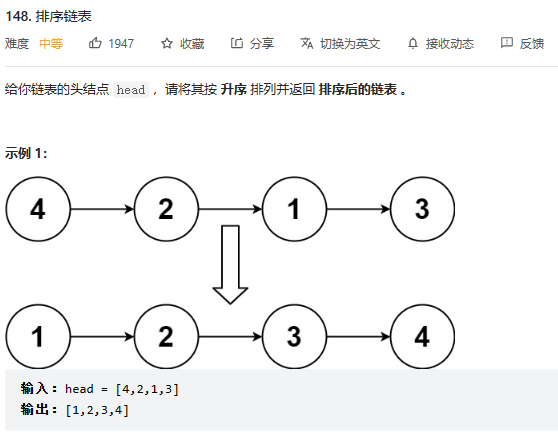 148. 排序链表
难度 中等 1947 收藏 分享 切换为英文 接收动态 反馈
给你链表的头结点 head ，请将其按 升序 排列并返回 排序后的链表 。
示例 1：
4 2 1 3
1 2 3 4
输入：head = [4,2,1,3]
输出：[1,2,3,4]